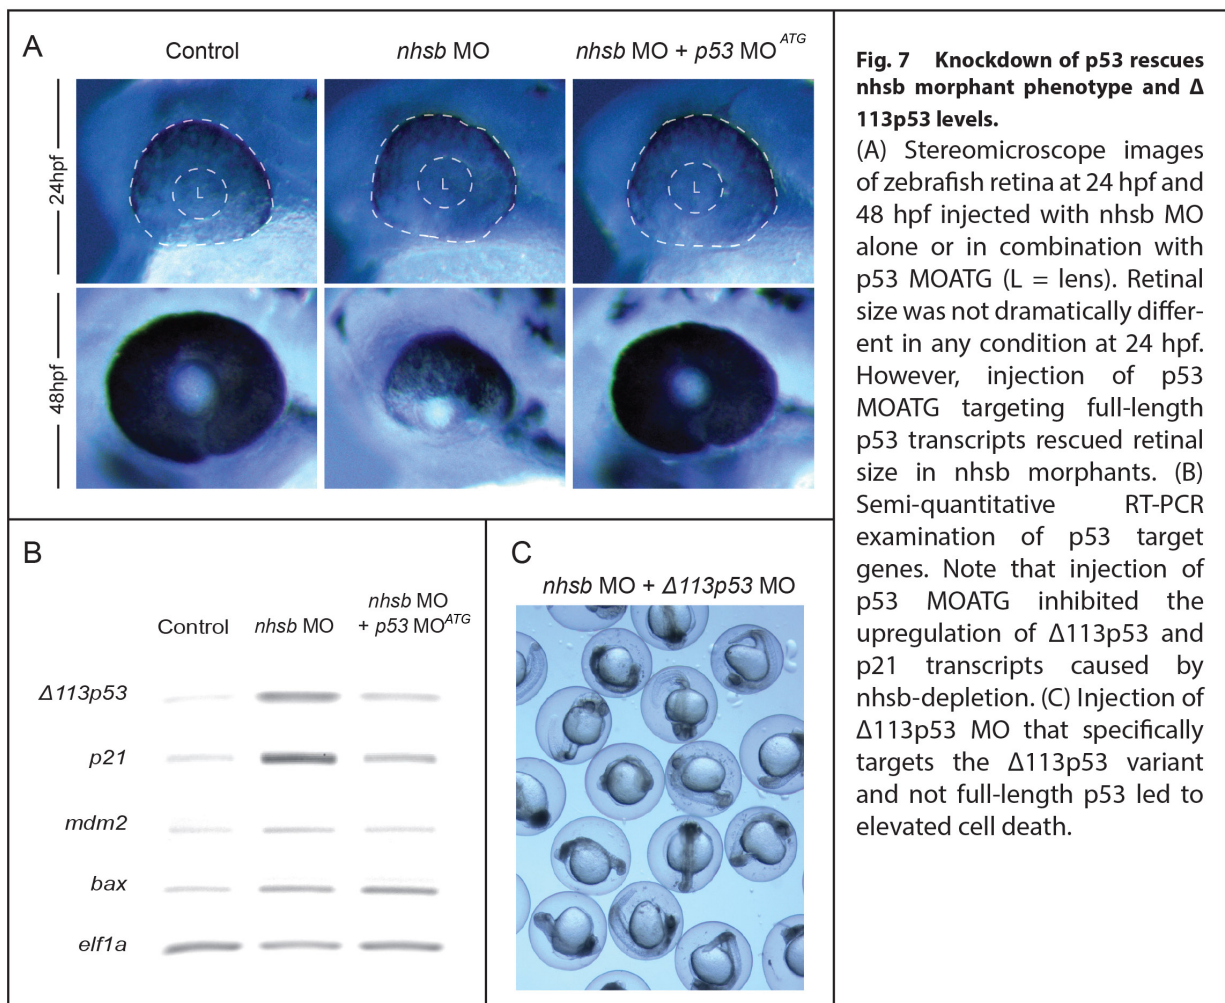 A
Control
nhsb MO
nhsb MO + p53 MO^ATG
24hpf
L
L
L
48hpf
B
Control
nhsb MO
nhsb MO
+ p53 MO^ATG
Δ113p53
p21
mdm2
bax
elf1a
C
nhsb MO + Δ113p53 MO
Fig. 7 Knockdown of p53 rescues
nhsb morphant phenotype and Δ
113p53 levels.
(A) Stereomicroscope images
of zebrafish retina at 24 hpf and
48 hpf injected with nhsb MO
alone or in combination with
p53 MOATG (L = lens). Retinal
size was not dramatically differ-
ent in any condition at 24 hpf.
However, injection of p53
MOATG targeting full-length
p53 transcripts rescued retinal
size in nhsb morphants. (B)
Semi-quantitative RT-PCR
examination of p53 target
genes. Note that injection of
p53 MOATG inhibited the
upregulation of Δ113p53 and
p21 transcripts caused by
nhsb-depletion. (C) Injection of
Δ113p53 MO that specifically
targets the Δ113p53 variant
and not full-length p53 led to
elevated cell death.